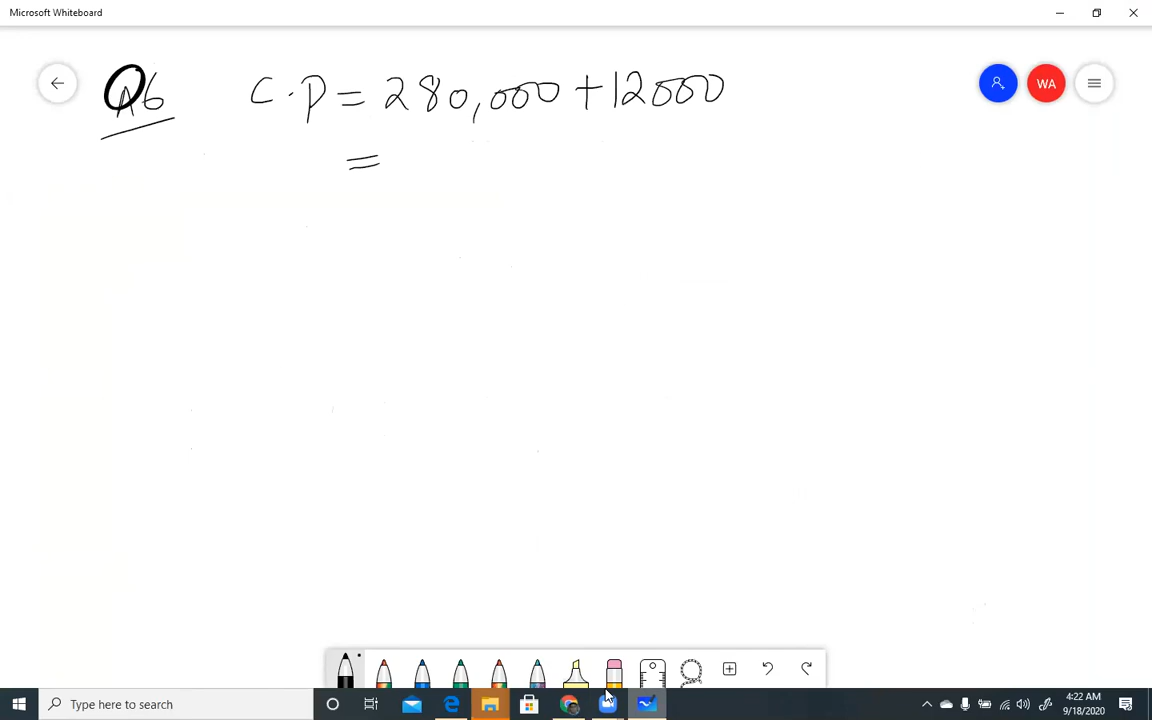 Microsoft Whiteboard
Q6 C.P = 280,000 + 12000
WA
=
Type here to search
4:22 AM
9/18/2020